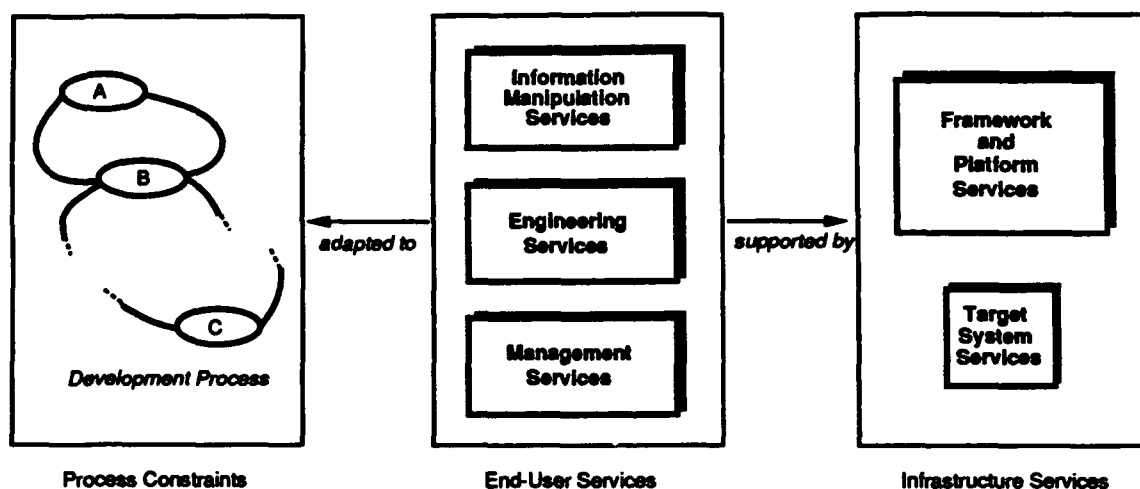 A
B
C
Development Process
Process Constraints
adapted to
Information
Manipulation
Services
Engineering
Services
Management
Services
End-User Services
supported by
Framework
and
Platform
Services
Target
System
Services
Infrastructure Services